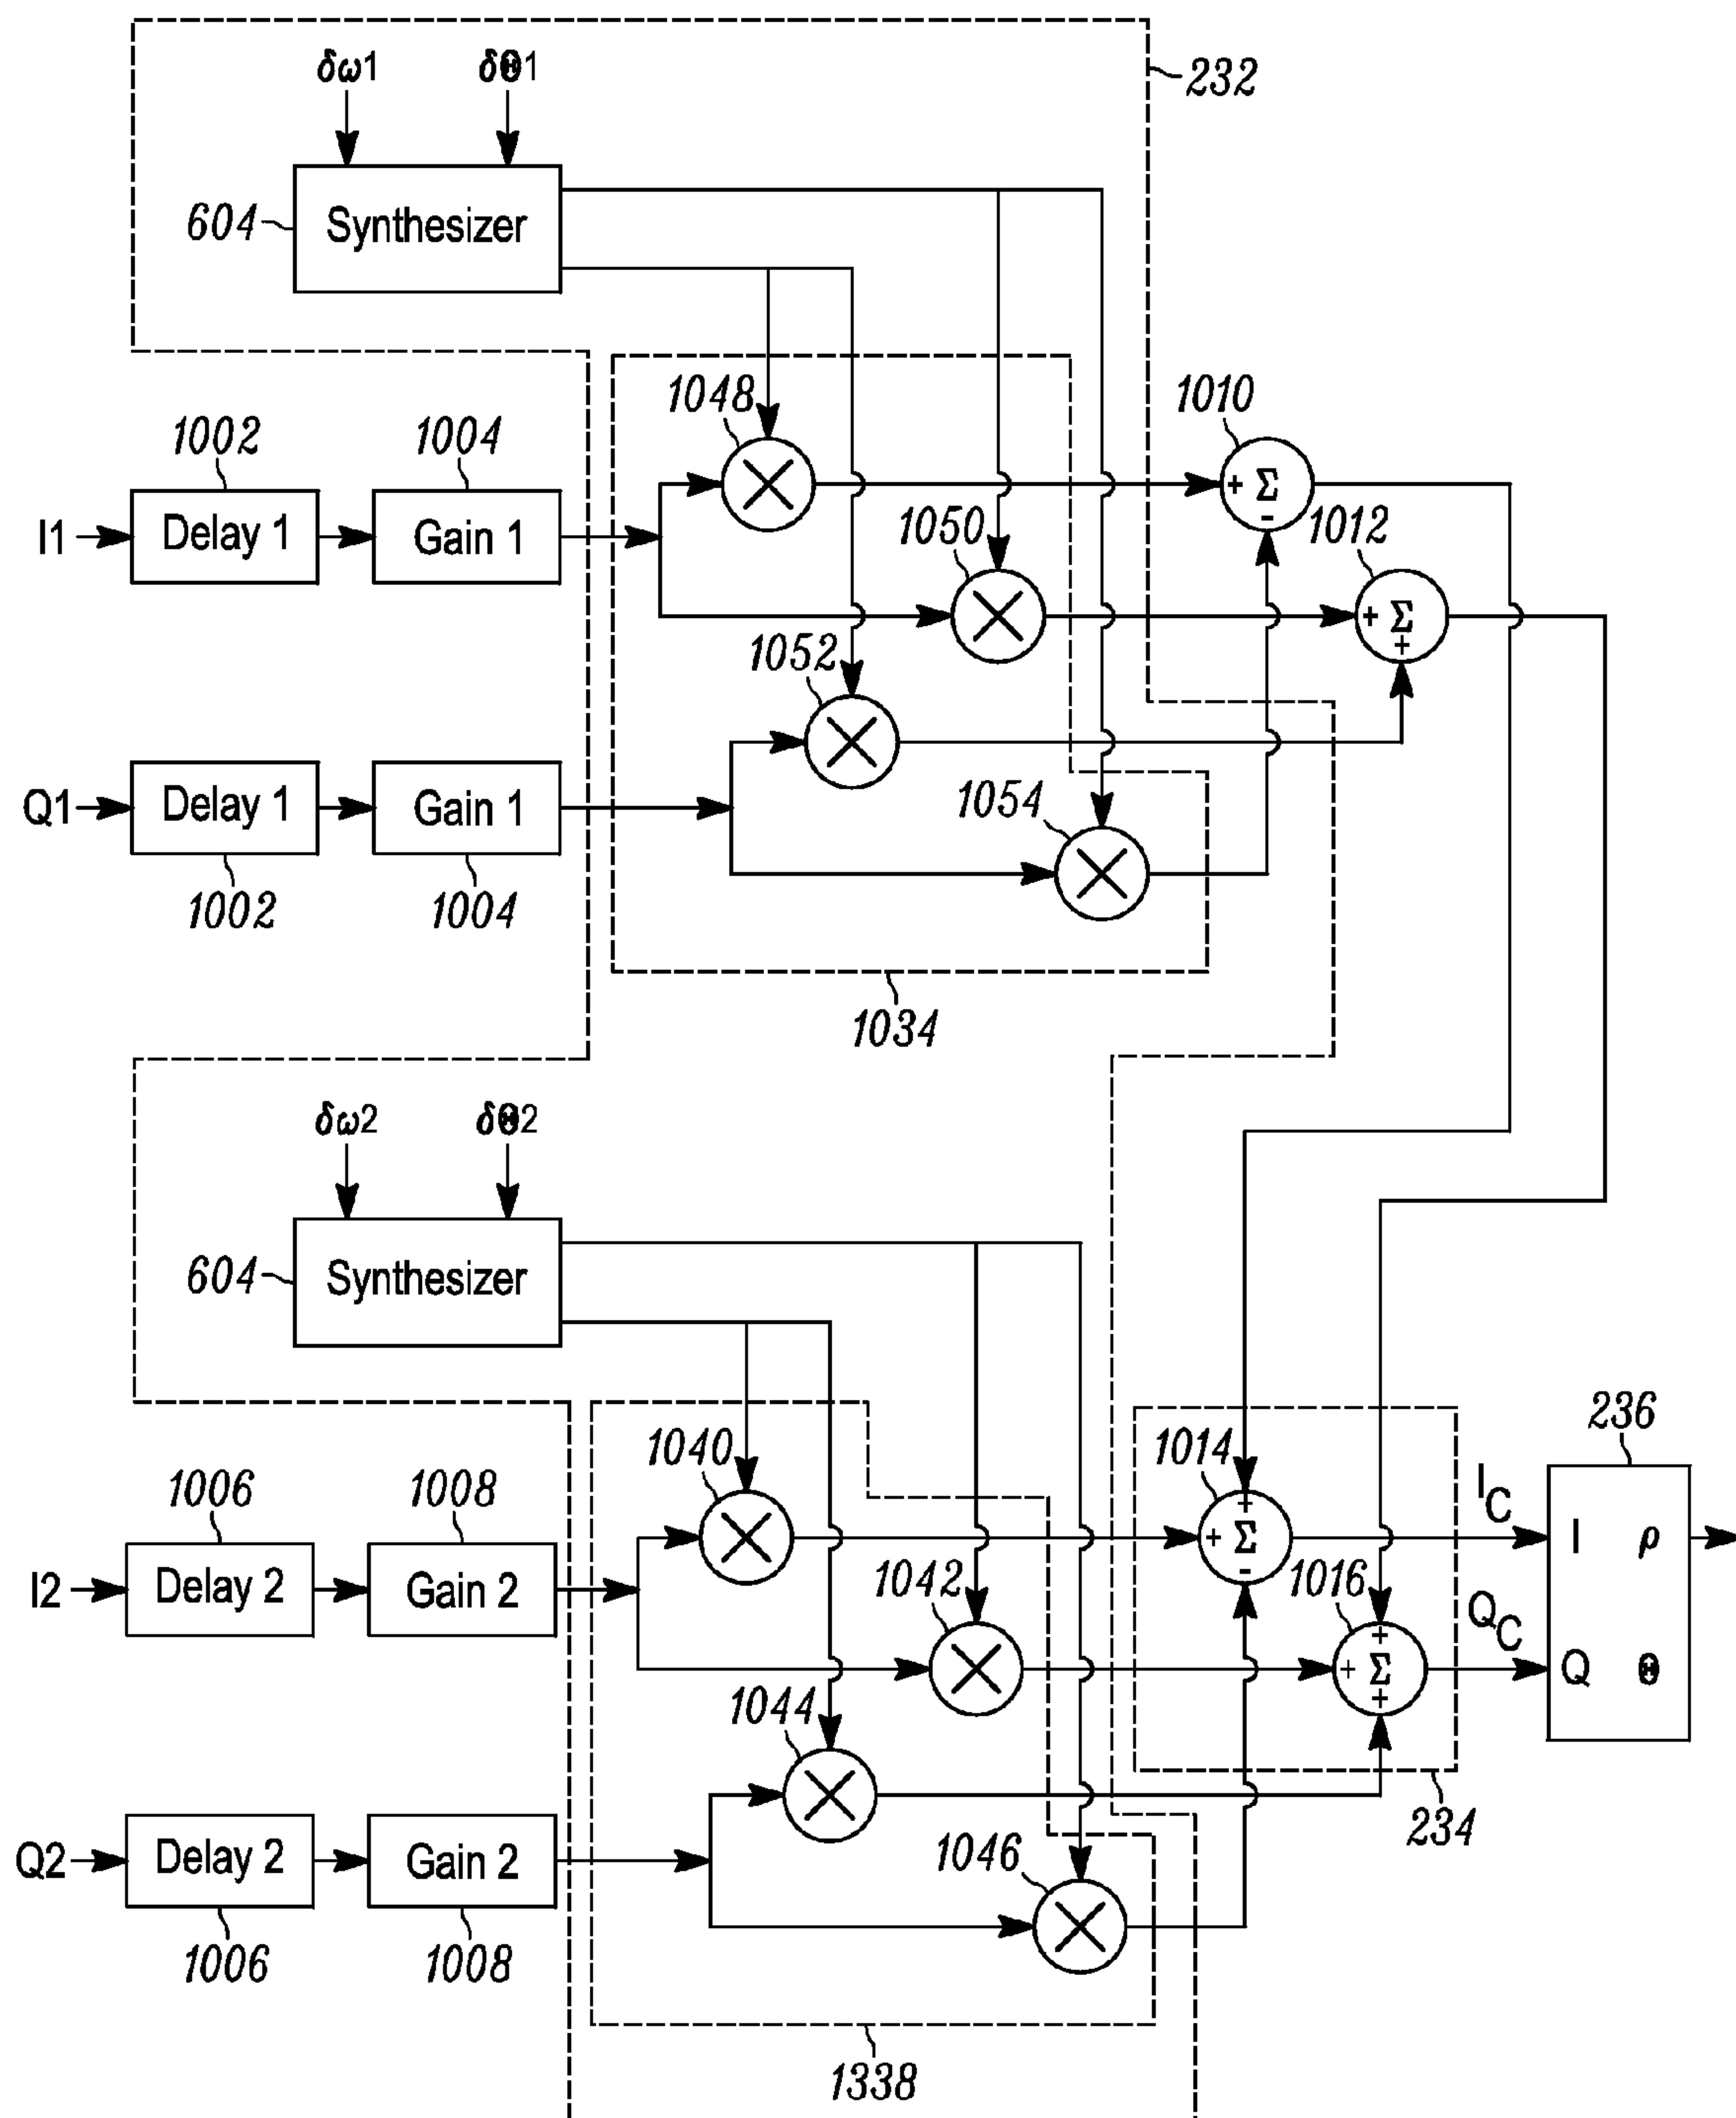 δω1 δΘ1
232
604 Synthesizer
1048
1010
1002 1004
1050
1012
I1 Delay 1 Gain 1
+ Σ -
+ Σ +
1052
1054
Q1 Delay 1 Gain 1
1002 1004
1034
δω2 δΘ2
604 Synthesizer
236
1040
1014
1006 1008
I_C
+ + Σ -
I ρ
1042
1016
I2 Delay 2 Gain 2
Q_C
+ + Σ +
Q Θ
1044
234
1046
Q2 Delay 2 Gain 2
1006 1008
1338